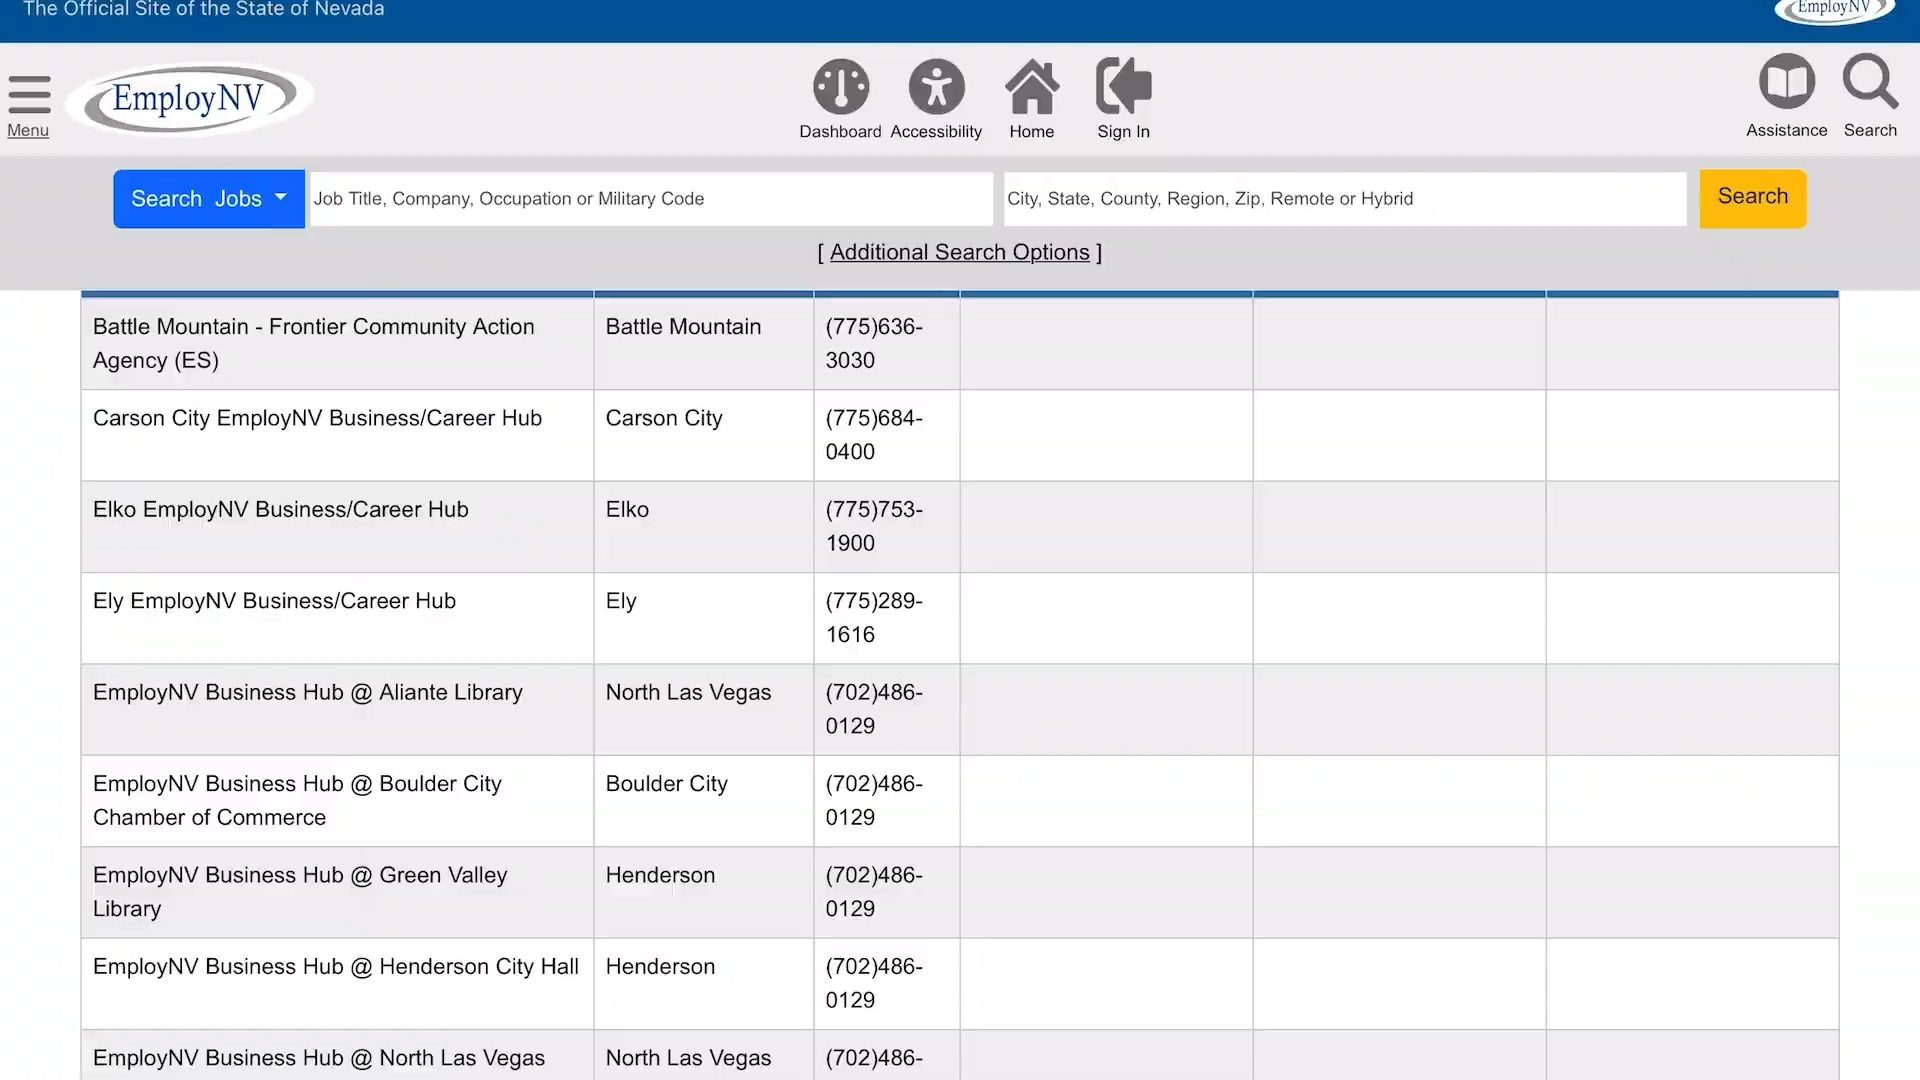 The Official Site of the State of Nevada
EmployNV
Menu
EmployNV
Dashboard
Accessibility
Home
Sign In
Assistance
Search
Search Jobs
Job Title, Company, Occupation or Military Code
City, State, County, Region, Zip, Remote or Hybrid
Search
[ Additional Search Options ]
Battle Mountain - Frontier Community Action
Agency (ES)
Battle Mountain
(775)636-
3030
Carson City EmployNV Business/Career Hub
Carson City
(775)684-
0400
Elko EmployNV Business/Career Hub
Elko
(775)753-
1900
Ely EmployNV Business/Career Hub
Ely
(775)289-
1616
EmployNV Business Hub @ Aliante Library
North Las Vegas
(702)486-
0129
EmployNV Business Hub @ Boulder City
Chamber of Commerce
Boulder City
(702)486-
0129
EmployNV Business Hub @ Green Valley
Library
Henderson
(702)486-
0129
EmployNV Business Hub @ Henderson City Hall
Henderson
(702)486-
0129
EmployNV Business Hub @ North Las Vegas
North Las Vegas
(702)486-